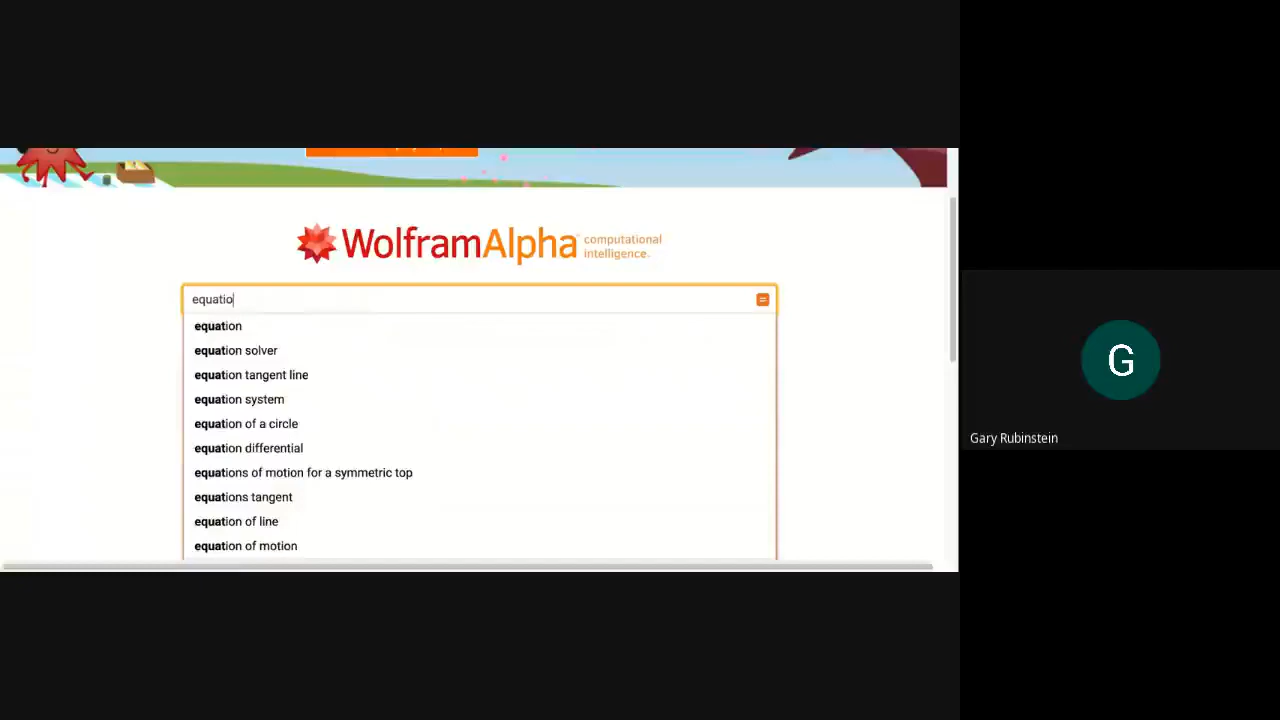 WolframAlpha computational intelligence.
equatio
equation
equation solver
equation tangent line
equation system
equation of a circle
equation differential
equations of motion for a symmetric top
equations tangent
equation of line
equation of motion
G
Gary Rubinstein